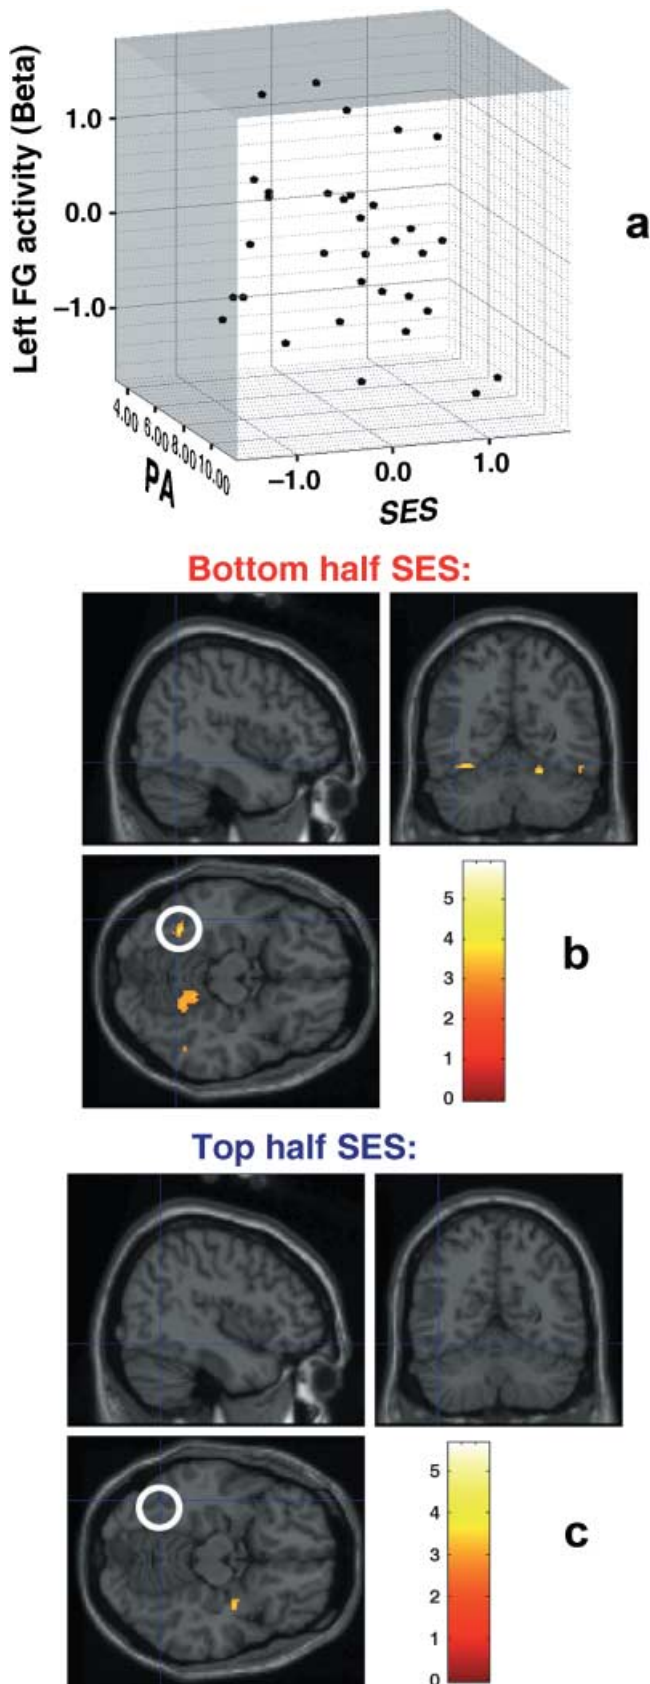 Left FG activity (Beta)
1.0
0.0
−1.0
a
4.00 6.00 8.00 10.00
PA
−1.0 0.0 1.0
SES
Bottom half SES:
5
4
3
2
1
0
b
Top half SES:
5
4
3
2
1
0
c